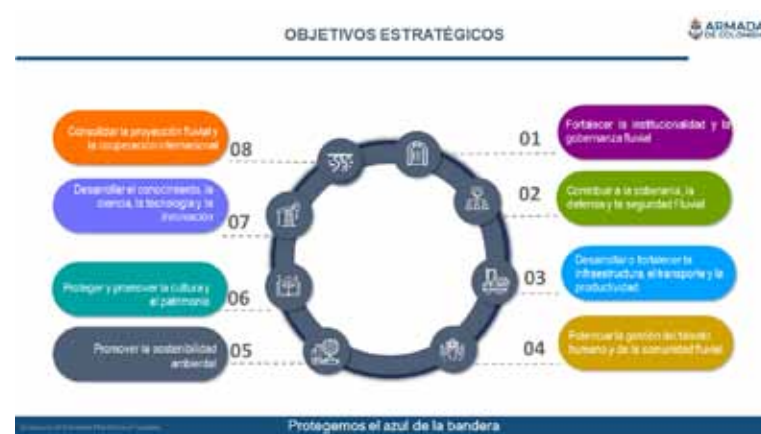 OBJETIVOS ESTRATÉGICOS
ARMADA
DE COLOMBIA
Fortalecer la institucionalidad y la
gobernanza fluvial
01
Contribuir a la soberanía, la
defensa y la seguridad Fluvial
02
Desarrollar o fortalecer la
infraestructura, el transporte y la
productividad.
03
Potenciar la gestión del talento
humano y de la comunidad fluvial
04
Promover la sostenibilidad
ambiental
05
Proteger y promover la cultura y
el patrimonio
06
Desarrollar el conocimiento, la
ciencia, la tecnología y la
innovación
07
Consolidar la proyección fluvial y
la cooperación internacional
08
Protegemos el azul de la bandera